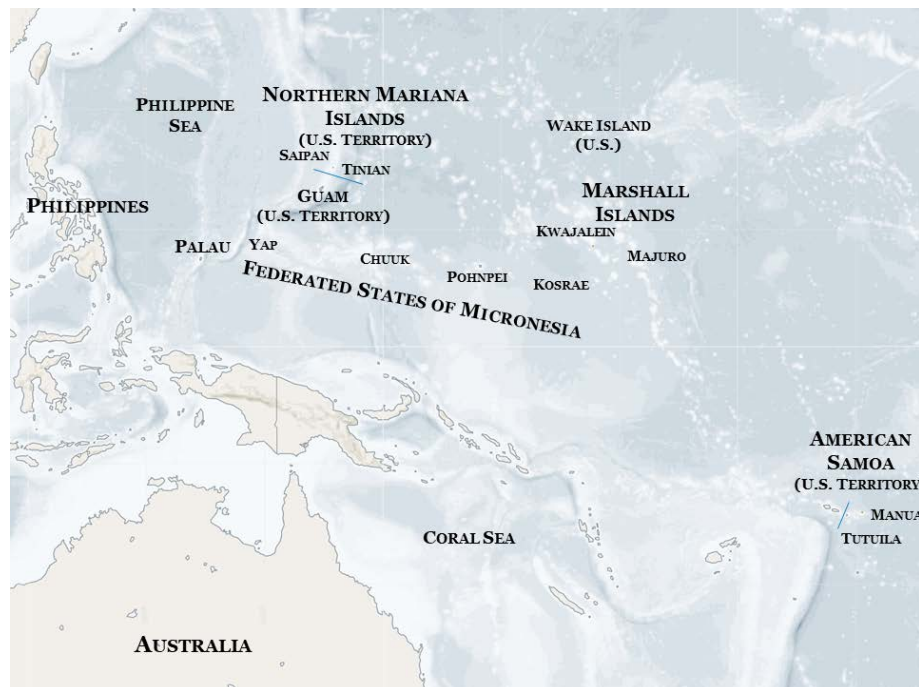 PHILIPPINE
SEA
NORTHERN MARIANA
ISLANDS
(U.S. TERRITORY)
SAIPAN
TINIAN
WAKE ISLAND
(U.S.)
PHILIPPINES
GUAM
(U.S. TERRITORY)
MARSHALL
ISLANDS
KWAJALEIN
MAJURO
PALAU
YAP
CHUUK
POHNPEI
KOSRAE
FEDERATED STATES OF MICRONESIA
AMERICAN
SAMOA
(U.S. TERRITORY
MANUA
TUTUILA
CORAL SEA
AUSTRALIA